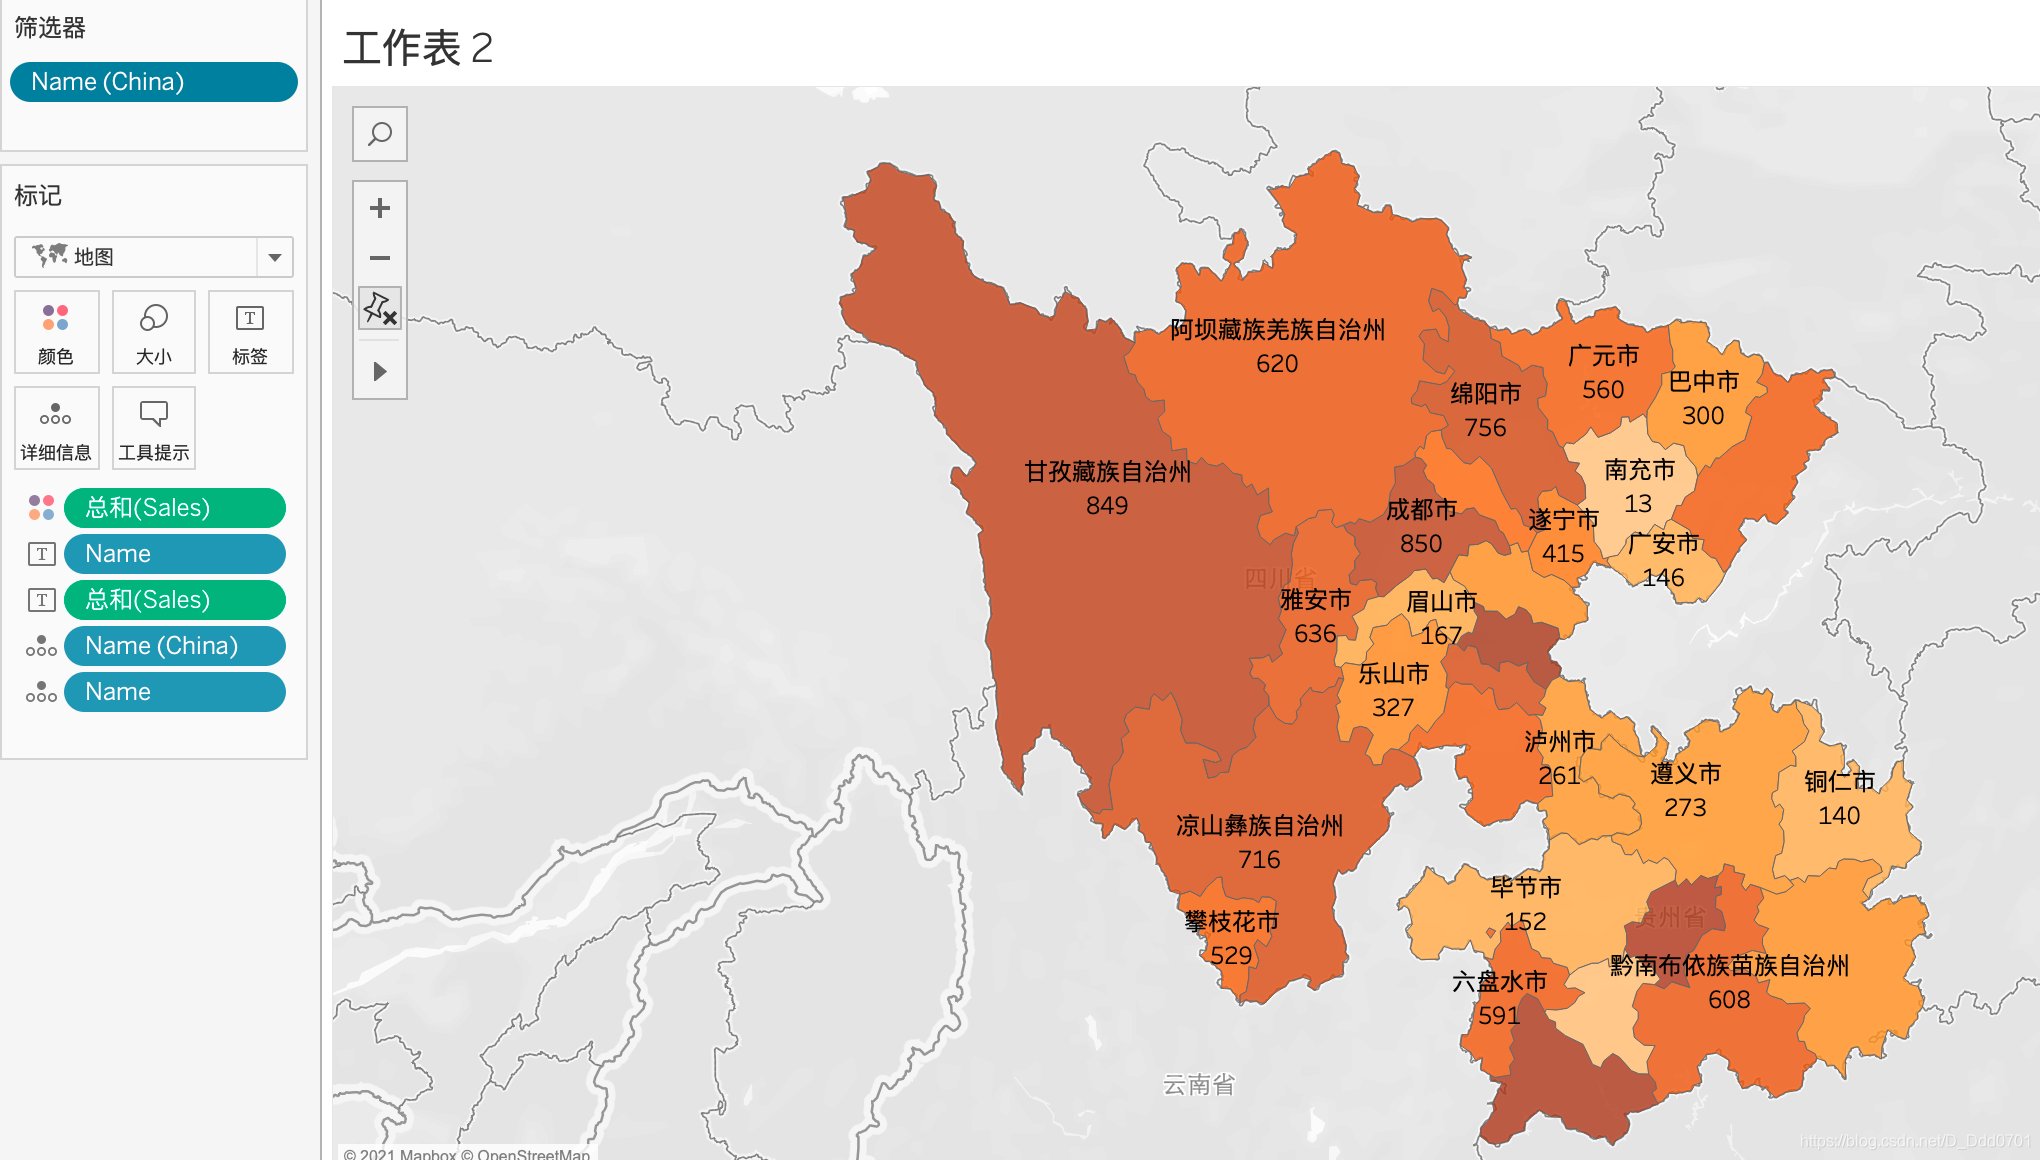 筛选器
Name (China)
标记
地图
颜色
大小
标签
详细信息
工具提示
总和(Sales)
Name
总和(Sales)
Name (China)
Name
工作表 2
阿坝藏族羌族自治州
620
广元市
560
巴中市
300
绵阳市
756
甘孜藏族自治州
849
南充市
13
成都市
850
遂宁市
415
广安市
146
四川省
雅安市
636
眉山市
167
乐山市
327
泸州市
261
遵义市
273
铜仁市
140
凉山彝族自治州
716
毕节市
152
攀枝花市
529
贵州省
黔南布依族苗族自治州
608
六盘水市
591
云南省
https://blog.csdn.net/D_Ddd0701
© 2021 Mapbox © OpenStreetMap